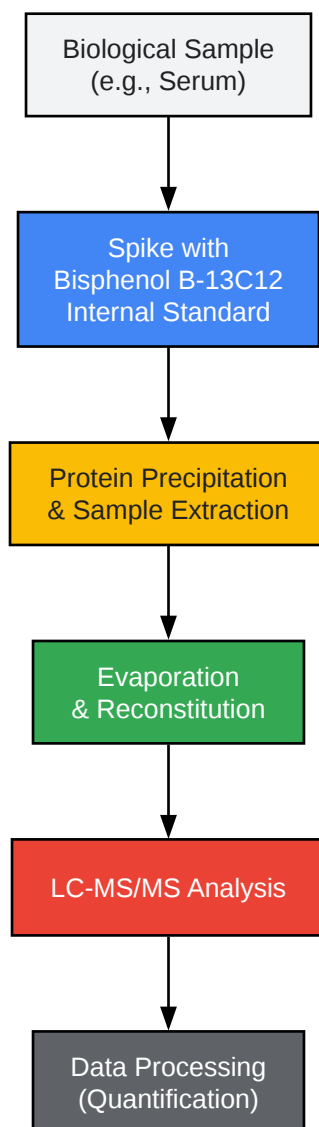 Biological Sample
(e.g., Serum)
Spike with
Bisphenol B-13C12
Internal Standard
Protein Precipitation
& Sample Extraction
Evaporation
& Reconstitution
LC-MS/MS Analysis
Data Processing
(Quantification)